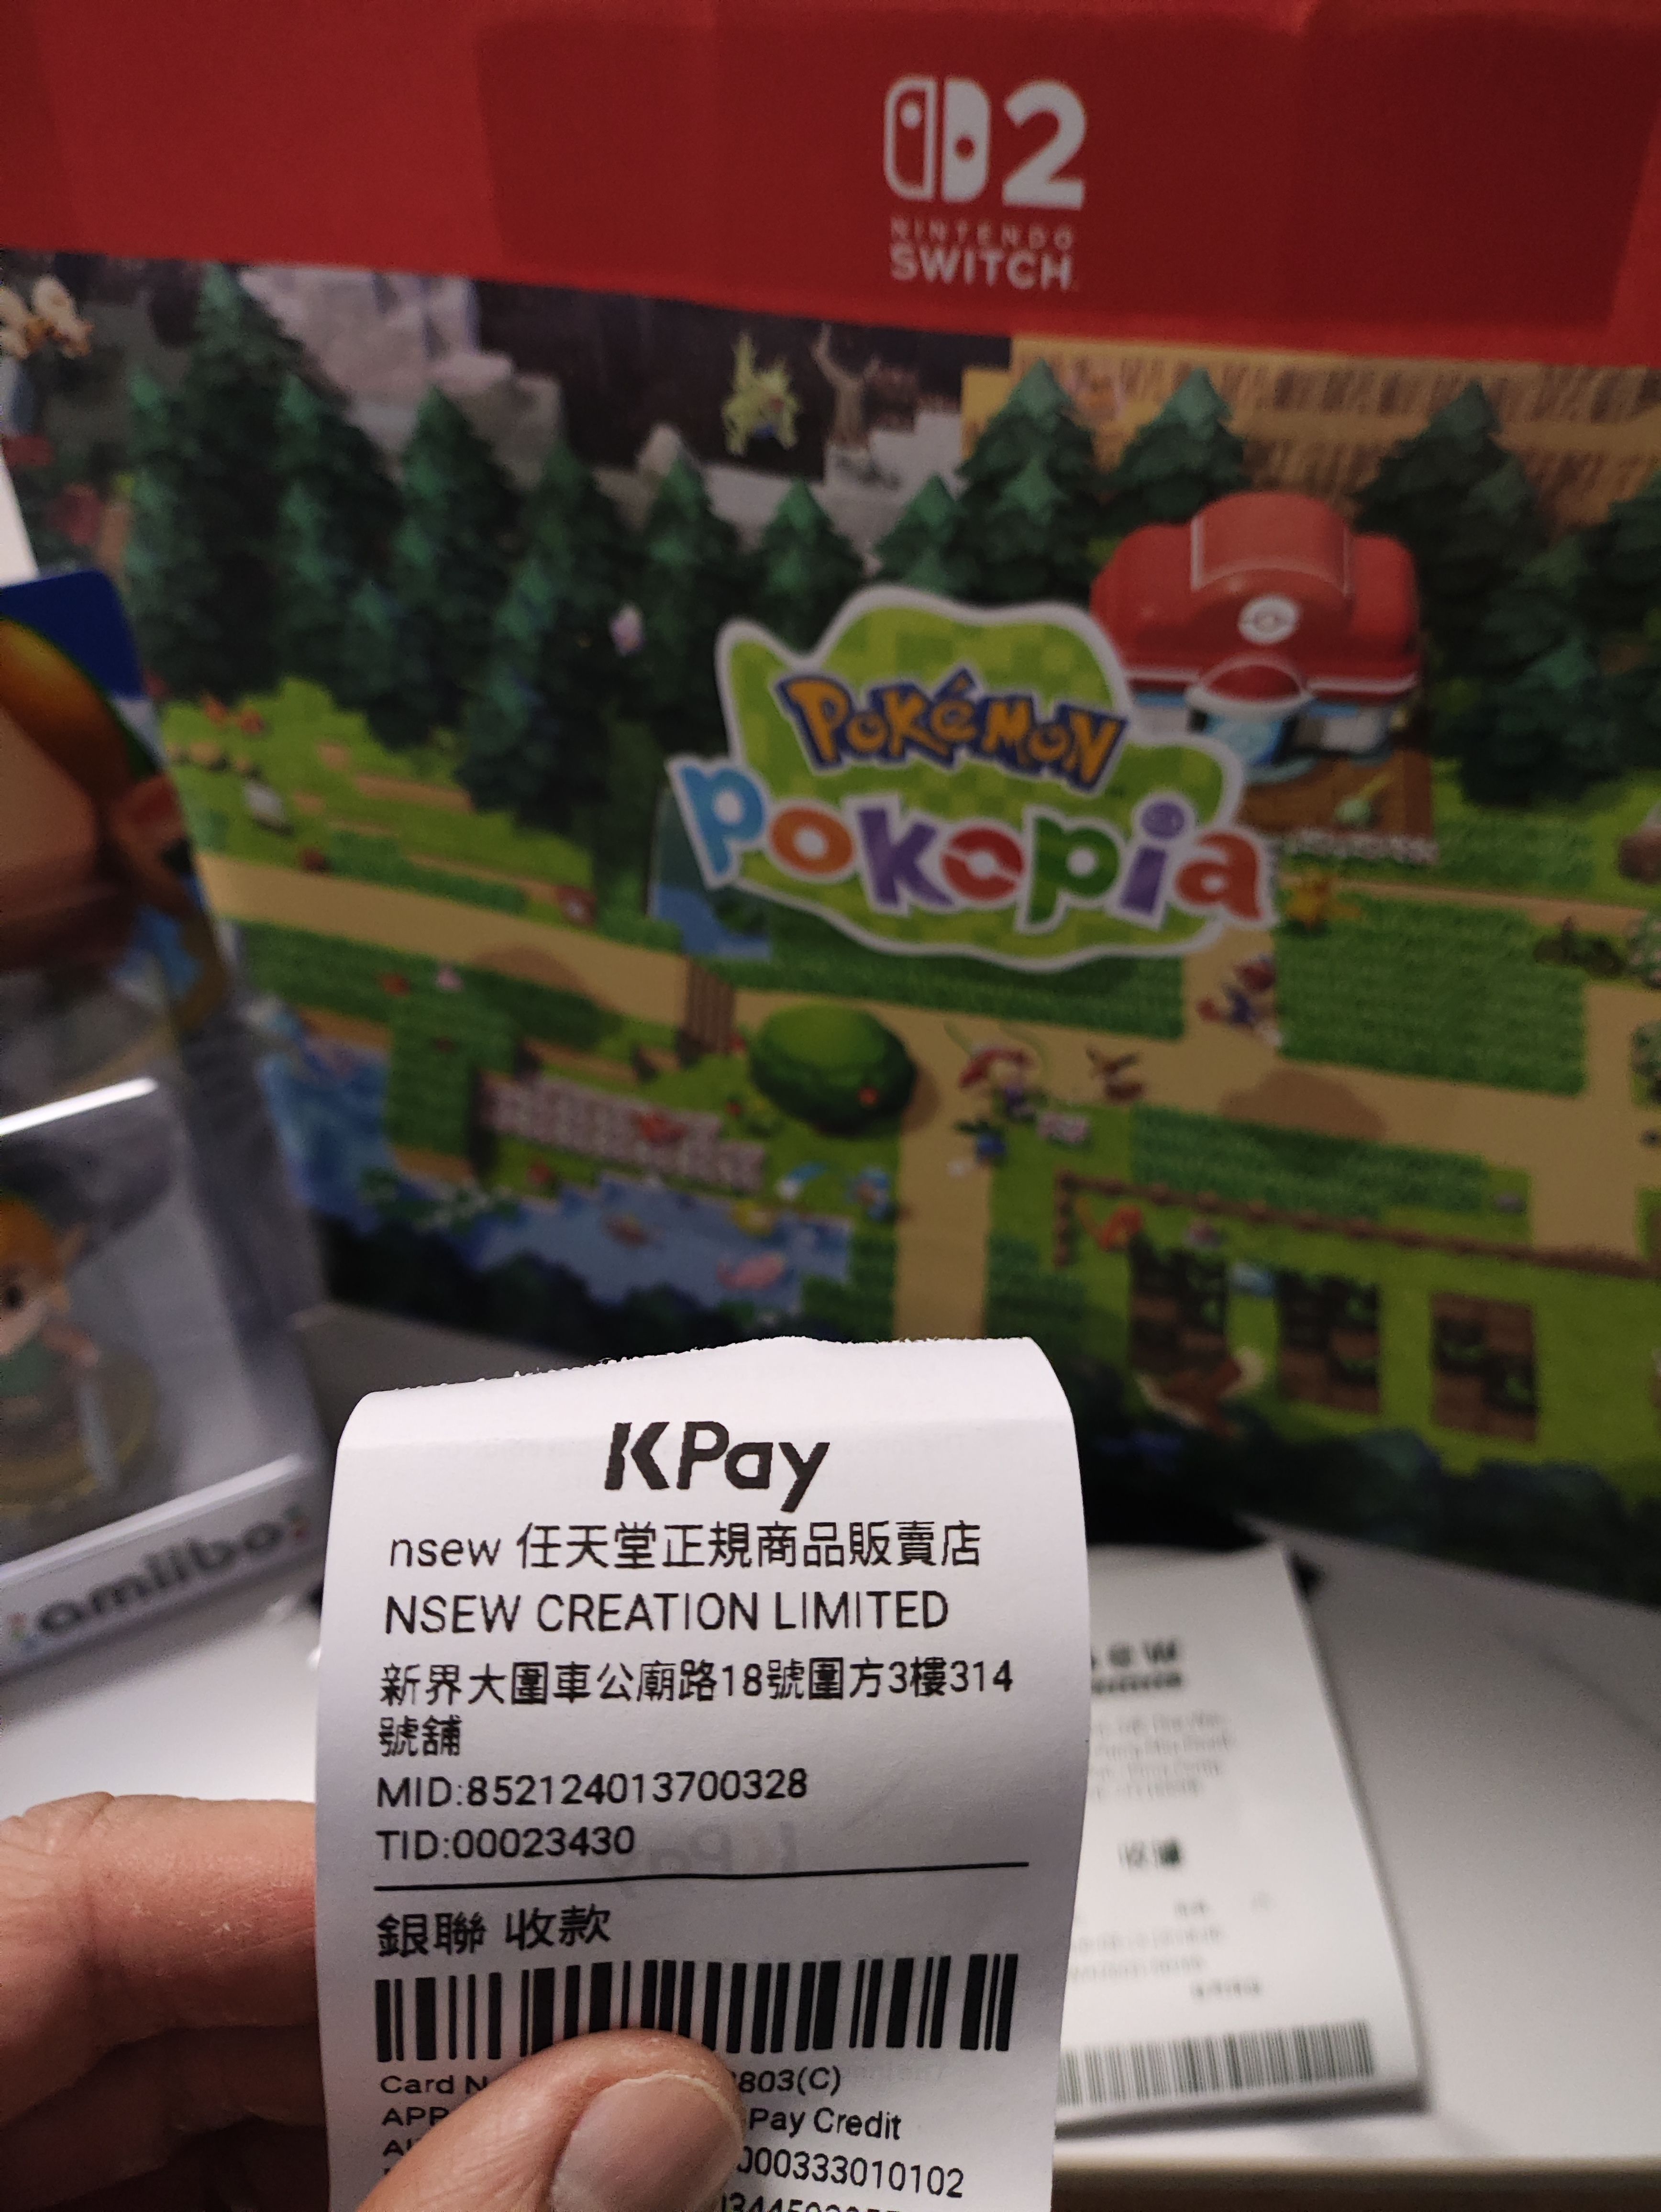 2
NINTENDO
SWITCH
POKéMON
pokopia
amiibo
KPay
nsew 任天堂正規商品販賣店
NSEW CREATION LIMITED
新界大圍車公廟路18號圍方3樓314
號舖
MID:852124013700328
TID:00023430
銀聯 收款
Card N
803(C)
APP
Pay Credit
000333010102
收據